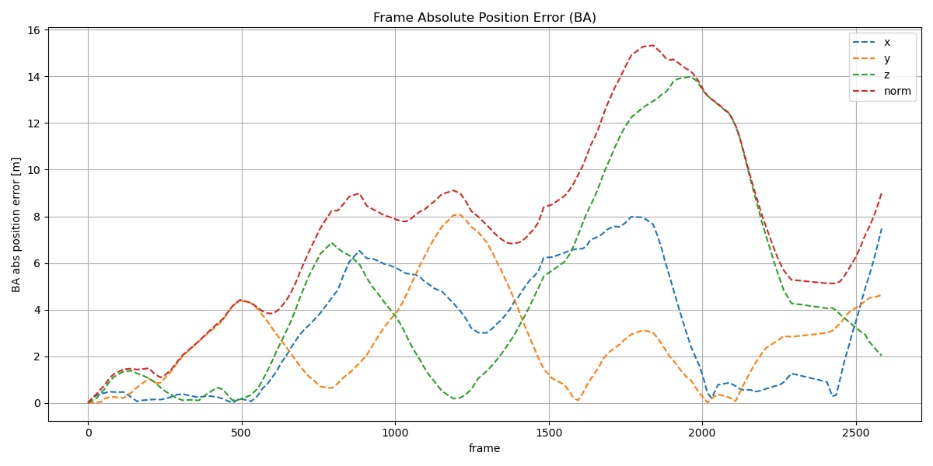 Frame Absolute Position Error (BA)
BA abs position error [m]
16
14
12
10
8
6
4
2
0
0 500 1000 1500 2000 2500
frame
x
y
z
norm